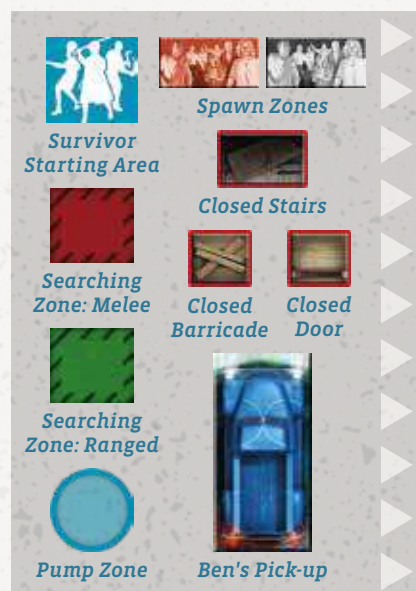 Survivor
Starting Area
Spawn Zones
Closed Stairs
Searching
Zone: Melee
Closed
Barricade
Closed
Door
Searching
Zone: Ranged
Pump Zone
Ben's Pick-up